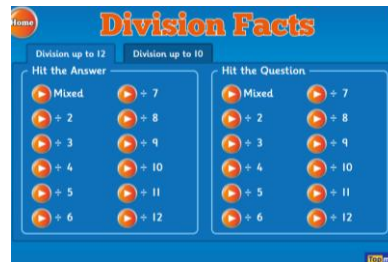 Home
Division Facts
Division up to 12
Division up to 10
Hit the Answer
Mixed
÷ 7
÷ 2
÷ 8
÷ 3
÷ 9
÷ 4
÷ 10
÷ 5
÷ 11
÷ 6
÷ 12
Hit the Question
Mixed
÷ 7
÷ 2
÷ 8
÷ 3
÷ 9
÷ 4
÷ 10
÷ 5
÷ 11
÷ 6
÷ 12